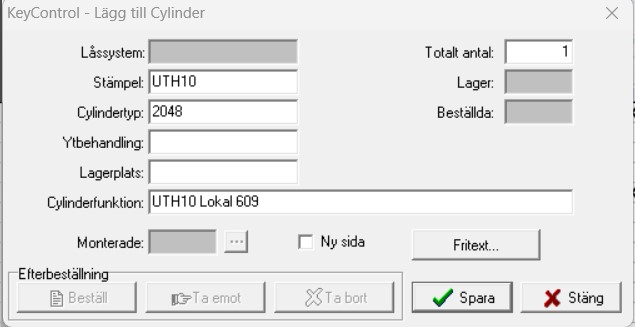 KeyControl - Lägg till Cylinder
Låssystem:
Totalt antal: 1
Stämpel: UTH10
Lager:
Cylindertyp: 2048
Beställda:
Ytbehandling:
Lagerplats:
Cylinderfunktion: UTH10 Lokal 609
Monterade: ... Ny sida Fritext...
Efterbeställning
Beställ Ta emot Ta bort Spara Stäng